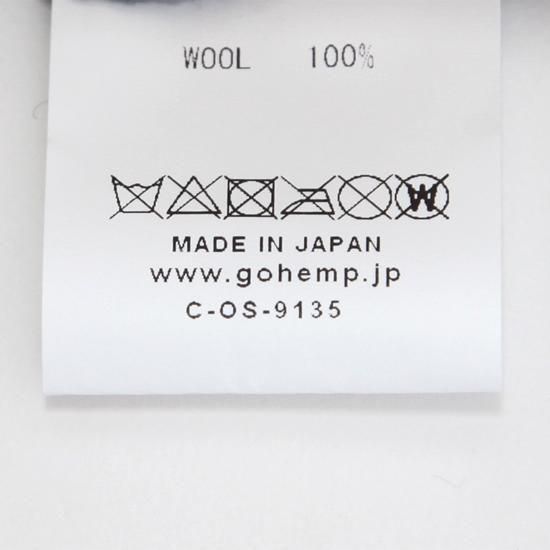 WOOL 100%
W
MADE IN JAPAN
www.gohemp.jp
C-OS-9135